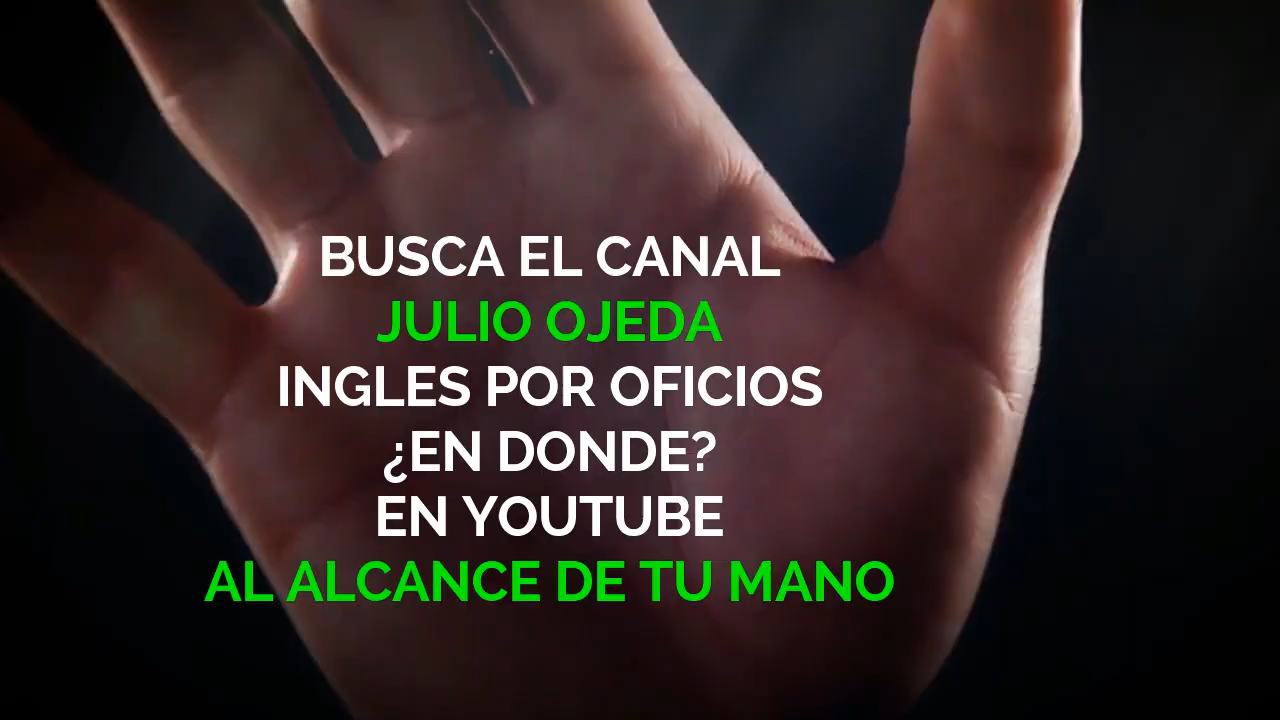 BUSCA EL CANAL
JULIO OJEDA
INGLES POR OFICIOS
¿EN DONDE?
EN YOUTUBE
AL ALCANCE DE TU MANO